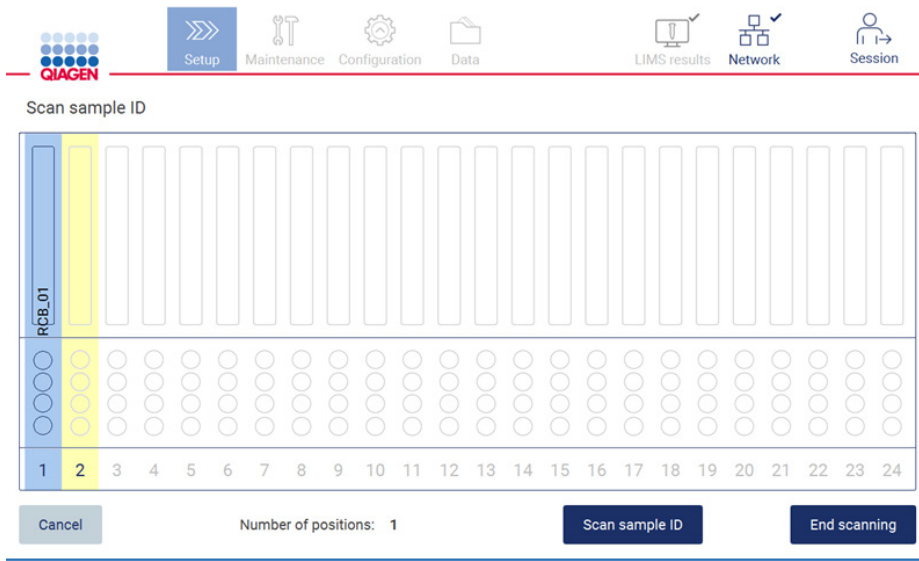 QIAGEN
Setup
Maintenance
Configuration
Data
LIMS results
Network
Session
Scan sample ID
RCB_01
1 2 3 4 5 6 7 8 9 10 11 12 13 14 15 16 17 18 19 20 21 22 23 24
Cancel
Number of positions: 1
Scan sample ID
End scanning